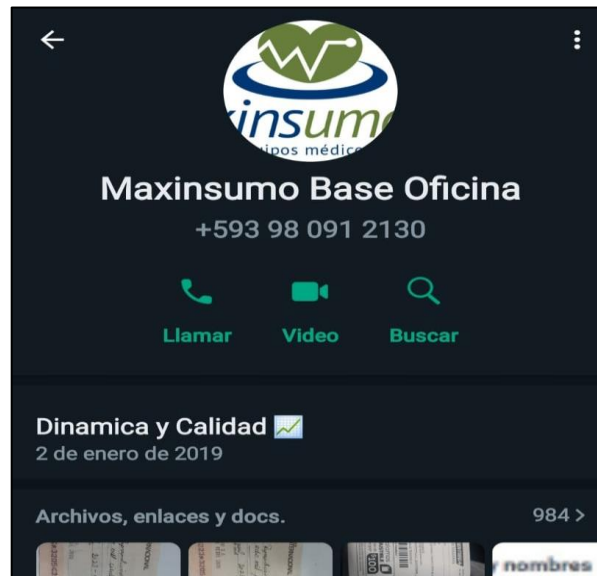 insumo
ipos médic
Maxinsumo Base Oficina
+593 98 091 2130
Llamar Video Buscar
Dinamica y Calidad
2 de enero de 2019
Archivos, enlaces y docs. 984 >
nombres